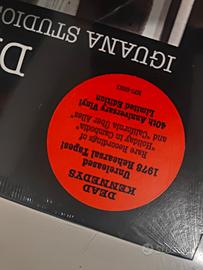 DEAD
KENNEDYS
Unreleased
1978 Rehearsal Tapes!
Rare Recordings of
"Holiday In Cambodia"
and "California Über Alles"
40th Anniversary Vinyl
Limited Edition
IGUANA STUDIOS